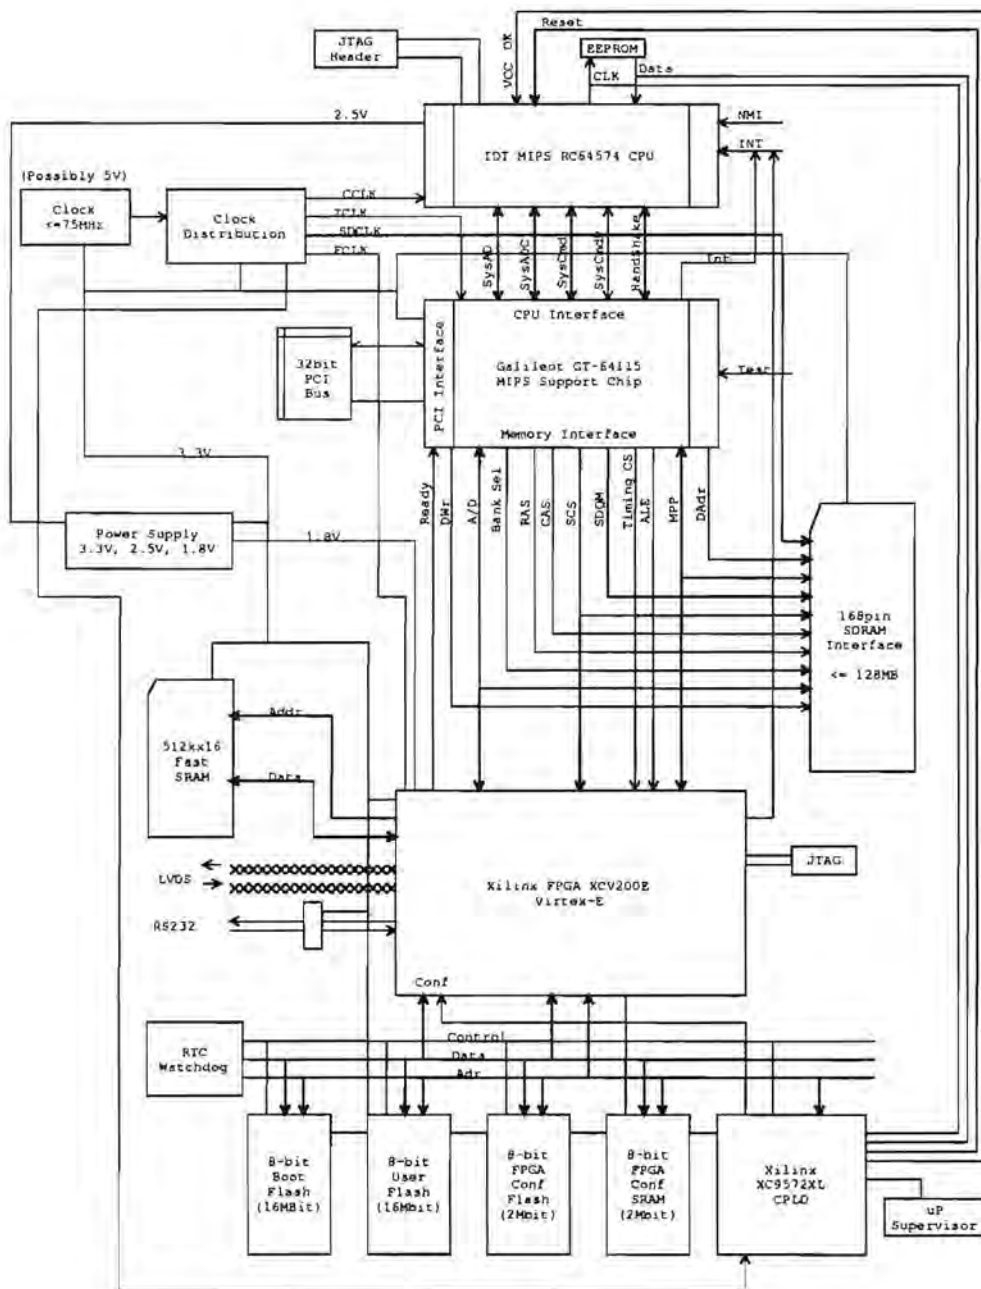 Reset
JTAG
Header
VCC OK
EEPROM
Data
CLK
2.5V
NMI
IDT MIPS RC64574 CPU
INT
(Possibly 5V)
Clock
<=75MHz
Clock
Distribution
CCLK
TCLK
SDCLK
FCLK
SysAD
SysADC
SysCmd
SysCmdP
HandShake
Int
CPU Interface
PCI Interface
32bit
PCI
Bus
Galileot GT-64115
MIPS Support Chip
Test
Memory Interface
3.3V
Ready
DWr
A/D
Bank Sel
RAS
CAS
SCS
SDQM
Timing CS
ALE
MPP
DAdr
Power Supply
3.3V, 2.5V, 1.8V
1.8V
168pin
SDRAM
Interface
<= 128MB
Addr
512kx16
Fast
SRAM
Data
JTAG
LVDS
Xilinx FPGA XCV200E
Virtex-E
RS232
Conf
RTC
Watchdog
Control
Data
Adr
8-bit
Boot
Flash
(16MBit)
8-bit
User
Flash
(16Mbit)
8-bit
FPGA
Conf
Flash
(2Mbit)
8-bit
FPGA
Conf
SRAM
(2Mbit)
Xilinx
XC9572XL
CPLD
uP
Supervisor